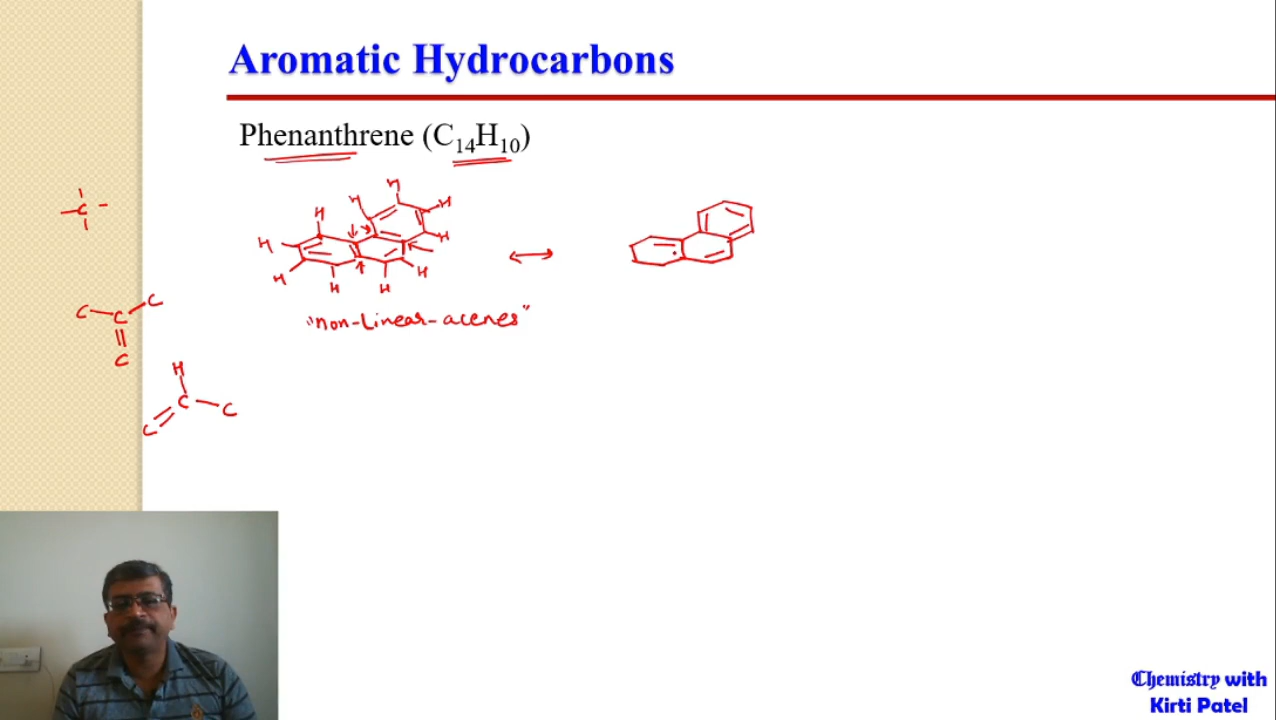 Aromatic Hydrocarbons
Phenanthrene (C₁₄H₁₀)
H
H
H
H
H
H
H
H
H
H
C
"non-Linear-acenes"
C C
C
C
H
C C
C
Chemistry with
Kirti Patel